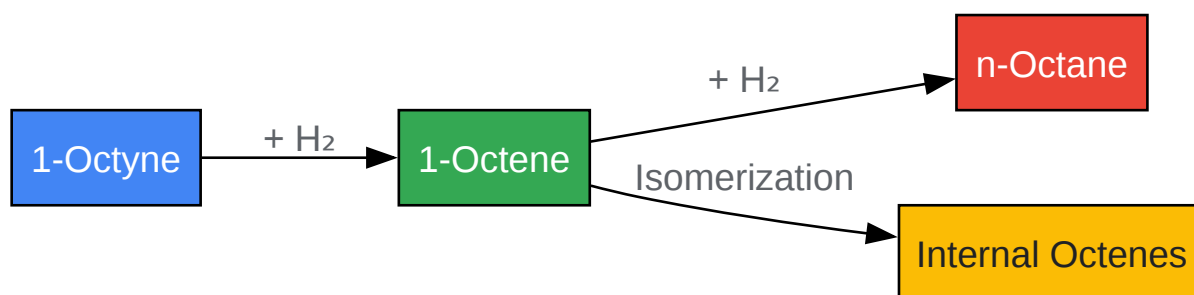 1-Octyne
+ H₂
1-Octene
+ H₂
n-Octane
Isomerization
Internal Octenes